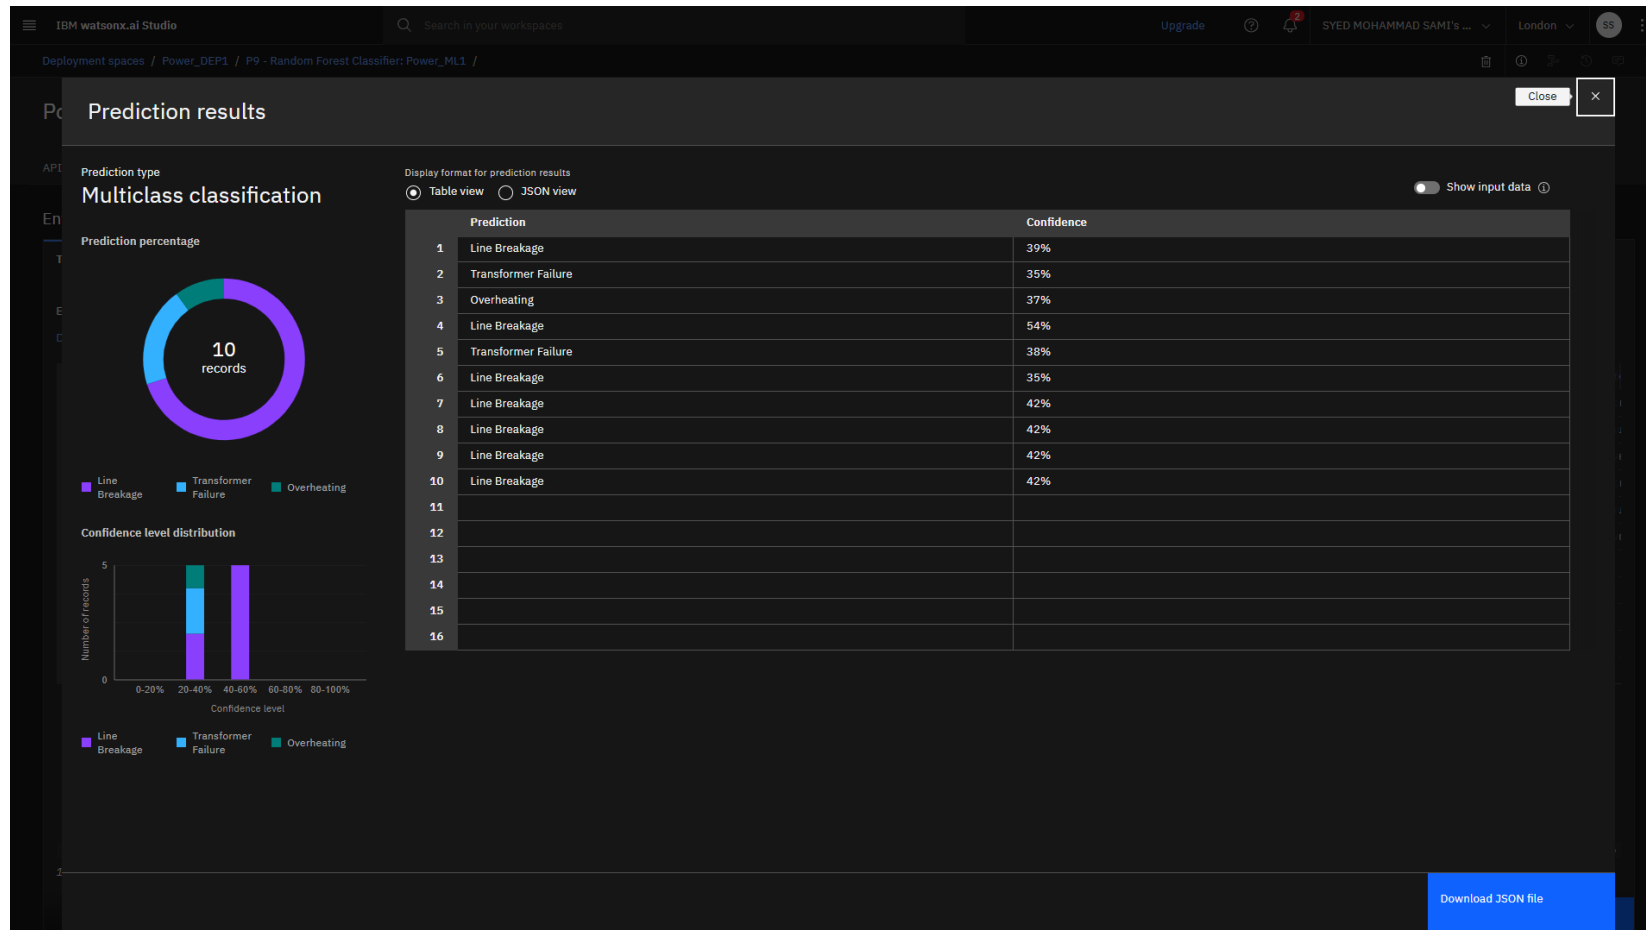 IBM watsonx.ai Studio
Search in your workspaces
Upgrade
2
SYED MOHAMMAD SAMI's ...
London
SS
Deployment spaces / Power_DEP1 / P9 - Random Forest Classifier: Power_ML1 /
Prediction results
Close
API
Prediction type
Multiclass classification
Prediction percentage
10
records
Line Breakage
Transformer Failure
Overheating
Confidence level distribution
Number of records
5
0
0-20% 20-40% 40-60% 60-80% 80-100%
Confidence level
Line Breakage
Transformer Failure
Overheating
Display format for prediction results
Table view JSON view
Show input data
Prediction Confidence
1 Line Breakage 39%
2 Transformer Failure 35%
3 Overheating 37%
4 Line Breakage 54%
5 Transformer Failure 38%
6 Line Breakage 35%
7 Line Breakage 42%
8 Line Breakage 42%
9 Line Breakage 42%
10 Line Breakage 42%
11
12
13
14
15
16
Download JSON file